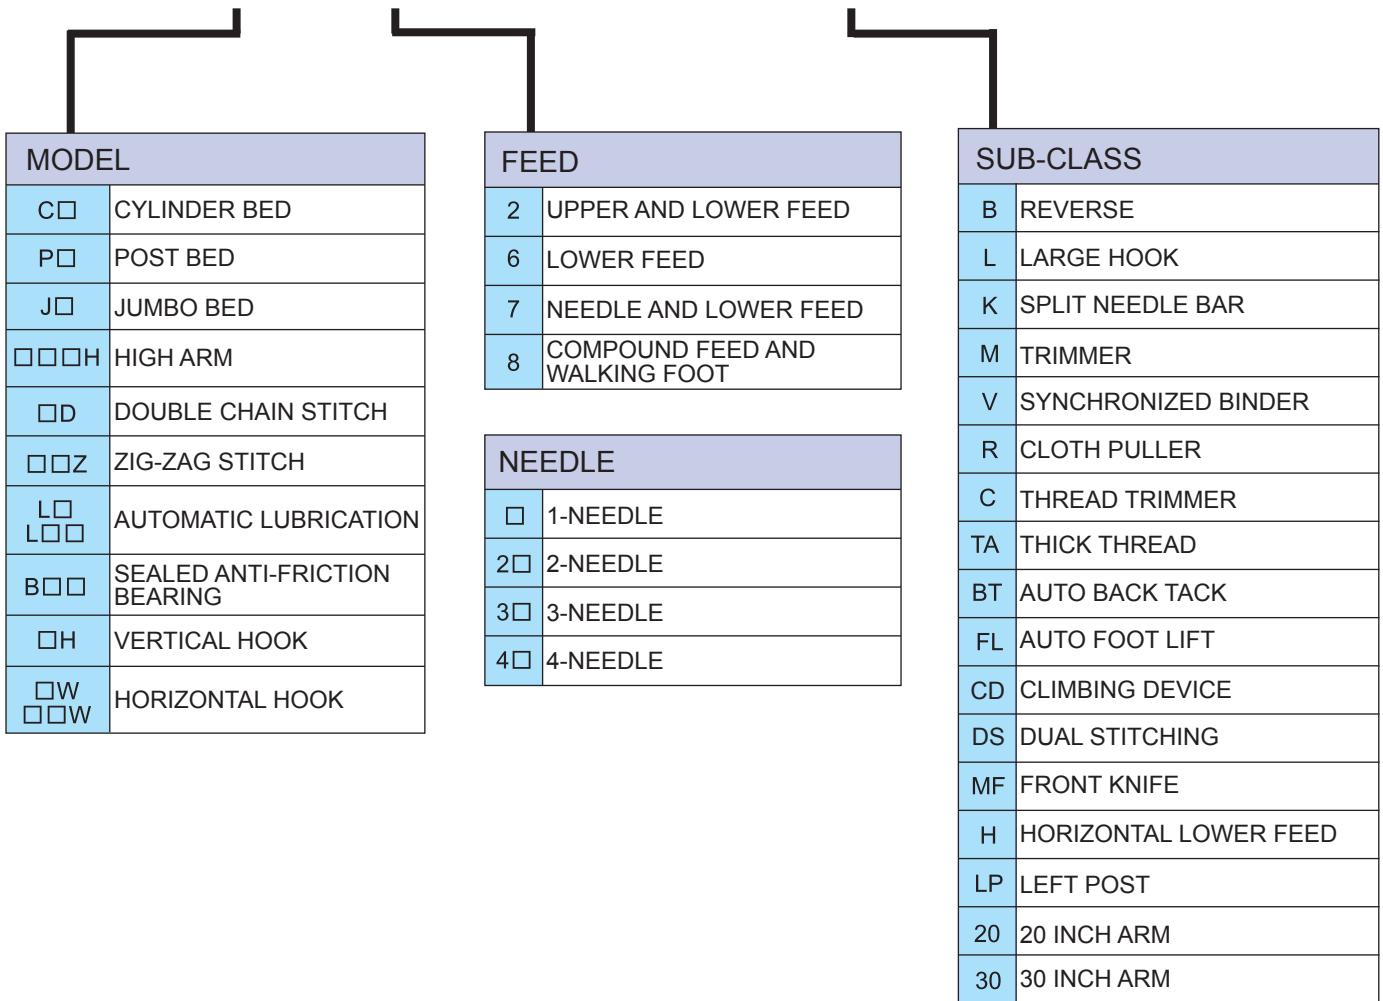 MODEL
C□ CYLINDER BED
P□ POST BED
J□ JUMBO BED
□□□H HIGH ARM
□D DOUBLE CHAIN STITCH
□□Z ZIG-ZAG STITCH
L□
L□□
AUTOMATIC LUBRICATION
B□□ SEALED ANTI-FRICTION
BEARING
□H VERTICAL HOOK
□W
□□W
HORIZONTAL HOOK
FEED
2 UPPER AND LOWER FEED
6 LOWER FEED
7 NEEDLE AND LOWER FEED
8 COMPOUND FEED AND
WALKING FOOT
NEEDLE
□ 1-NEEDLE
2□ 2-NEEDLE
3□ 3-NEEDLE
4□ 4-NEEDLE
SUB-CLASS
B REVERSE
L LARGE HOOK
K SPLIT NEEDLE BAR
M TRIMMER
V SYNCHRONIZED BINDER
R CLOTH PULLER
C THREAD TRIMMER
TA THICK THREAD
BT AUTO BACK TACK
FL AUTO FOOT LIFT
CD CLIMBING DEVICE
DS DUAL STITCHING
MF FRONT KNIFE
H HORIZONTAL LOWER FEED
LP LEFT POST
20 20 INCH ARM
30 30 INCH ARM